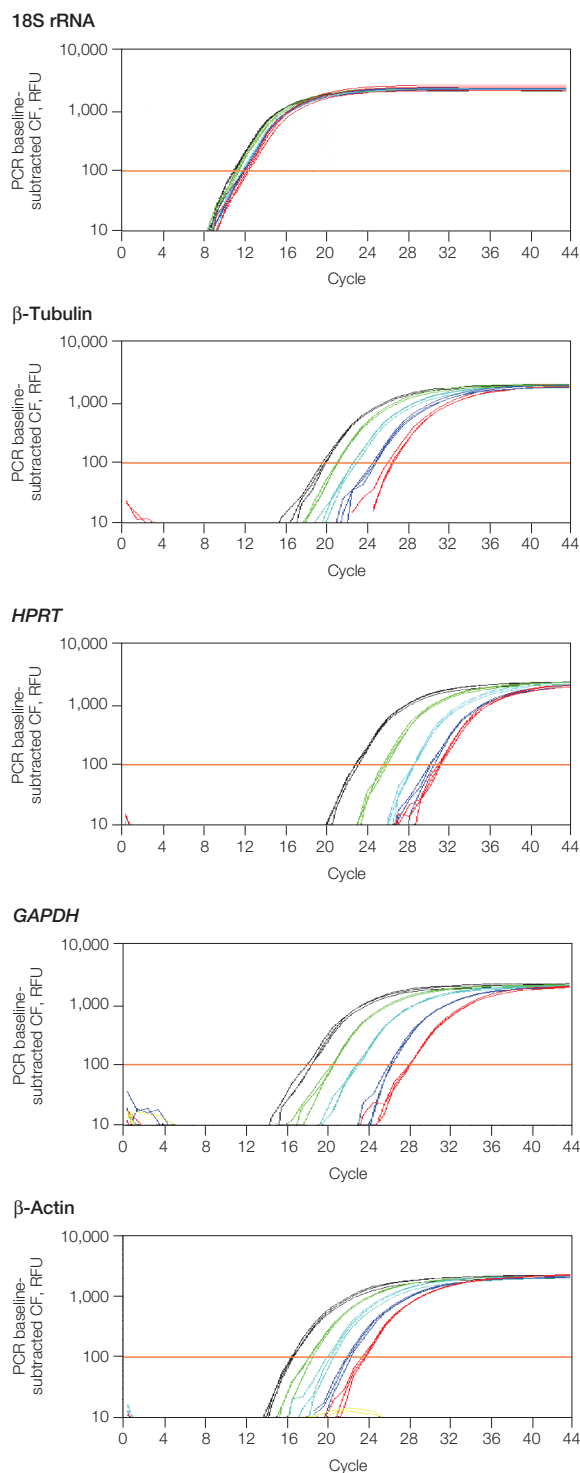 18S rRNA
PCR baseline-
subtracted CF, RFU
10,000
1,000
100
10
0 4 8 12 16 20 24 28 32 36 40 44
Cycle
β-Tubulin
PCR baseline-
subtracted CF, RFU
10,000
1,000
100
10
0 4 8 12 16 20 24 28 32 36 40 44
Cycle
HPRT
PCR baseline-
subtracted CF, RFU
10,000
1,000
100
10
0 4 8 12 16 20 24 28 32 36 40 44
Cycle
GAPDH
PCR baseline-
subtracted CF, RFU
10,000
1,000
100
10
0 4 8 12 16 20 24 28 32 36 40 44
Cycle
β-Actin
PCR baseline-
subtracted CF, RFU
10,000
1,000
100
10
0 4 8 12 16 20 24 28 32 36 40 44
Cycle